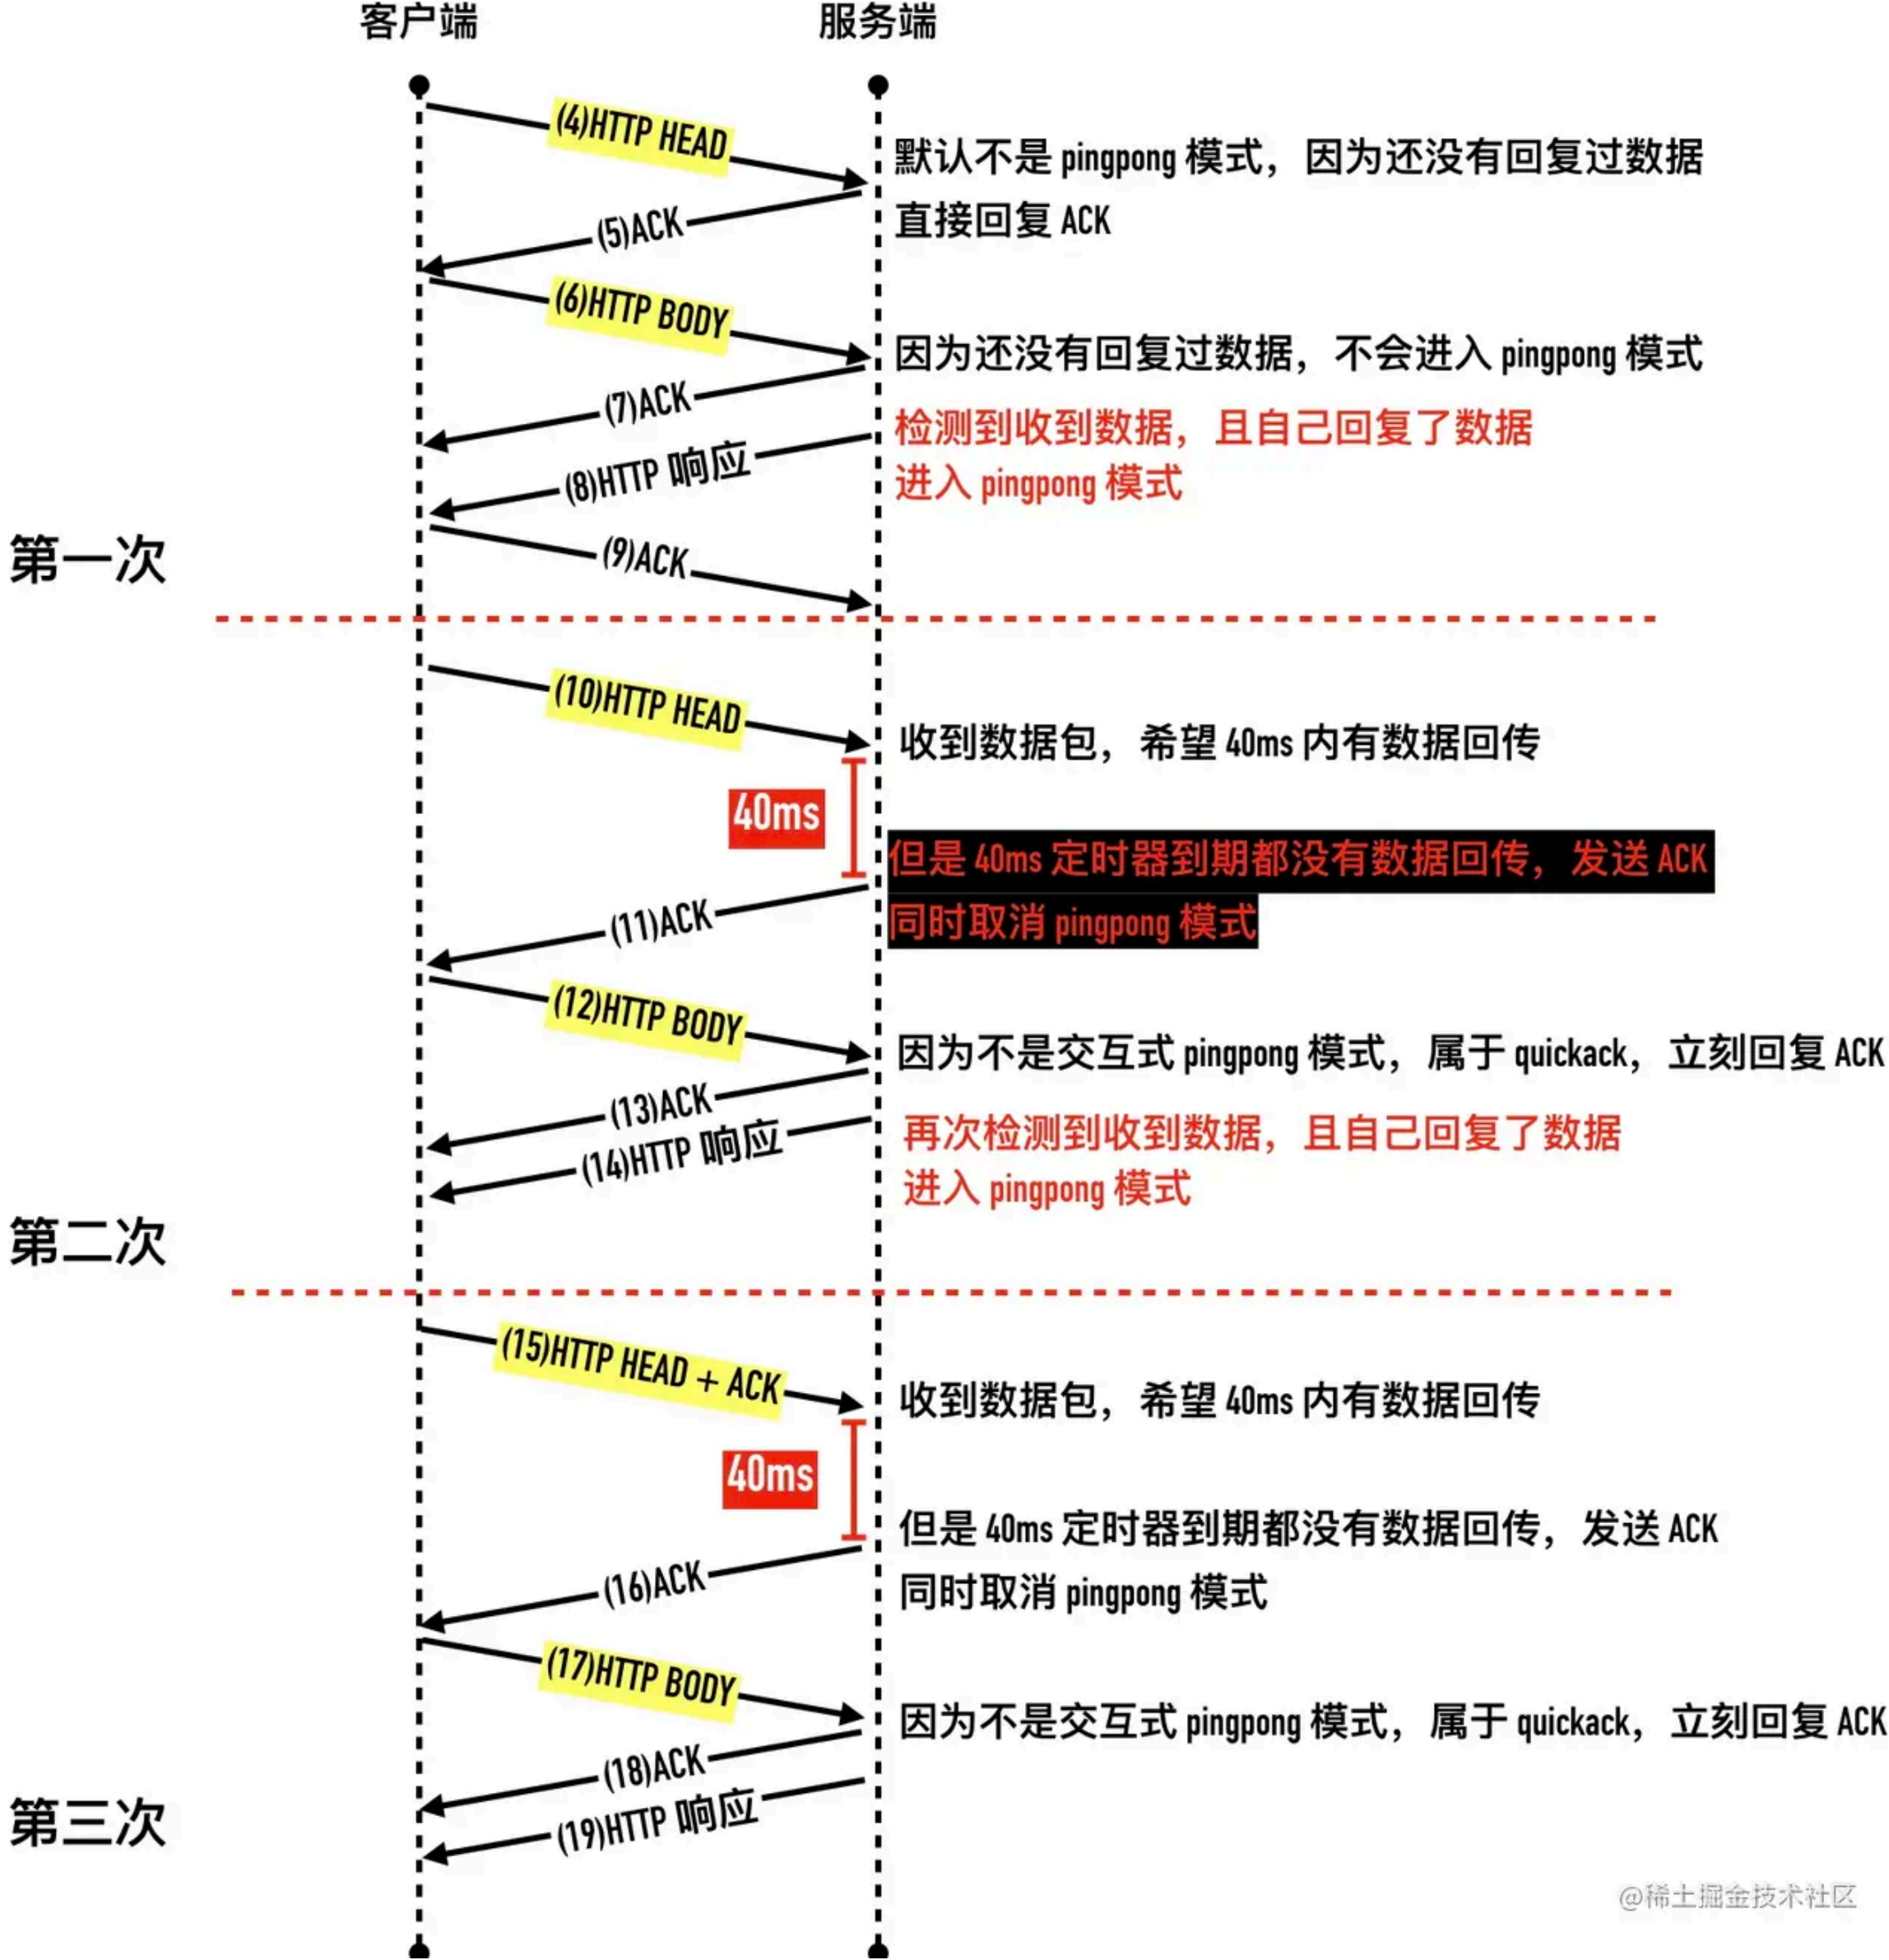 客户端
服务端
(4)HTTP HEAD
默认不是 pingpong 模式，因为还没有回复过数据
直接回复 ACK
(5)ACK
(6)HTTP BODY
因为还没有回复过数据，不会进入 pingpong 模式
(7)ACK
检测到收到数据，且自己回复了数据
进入 pingpong 模式
(8)HTTP 响应
(9)ACK
第一次
(10)HTTP HEAD
收到数据包，希望 40ms 内有数据回传
40ms
但是 40ms 定时器到期都没有数据回传，发送 ACK
同时取消 pingpong 模式
(11)ACK
(12)HTTP BODY
因为不是交互式 pingpong 模式，属于 quickack，立刻回复 ACK
(13)ACK
再次检测到收到数据，且自己回复了数据
进入 pingpong 模式
(14)HTTP 响应
第二次
(15)HTTP HEAD + ACK
收到数据包，希望 40ms 内有数据回传
40ms
但是 40ms 定时器到期都没有数据回传，发送 ACK
同时取消 pingpong 模式
(16)ACK
(17)HTTP BODY
因为不是交互式 pingpong 模式，属于 quickack，立刻回复 ACK
(18)ACK
(19)HTTP 响应
第三次
@稀土掘金技术社区